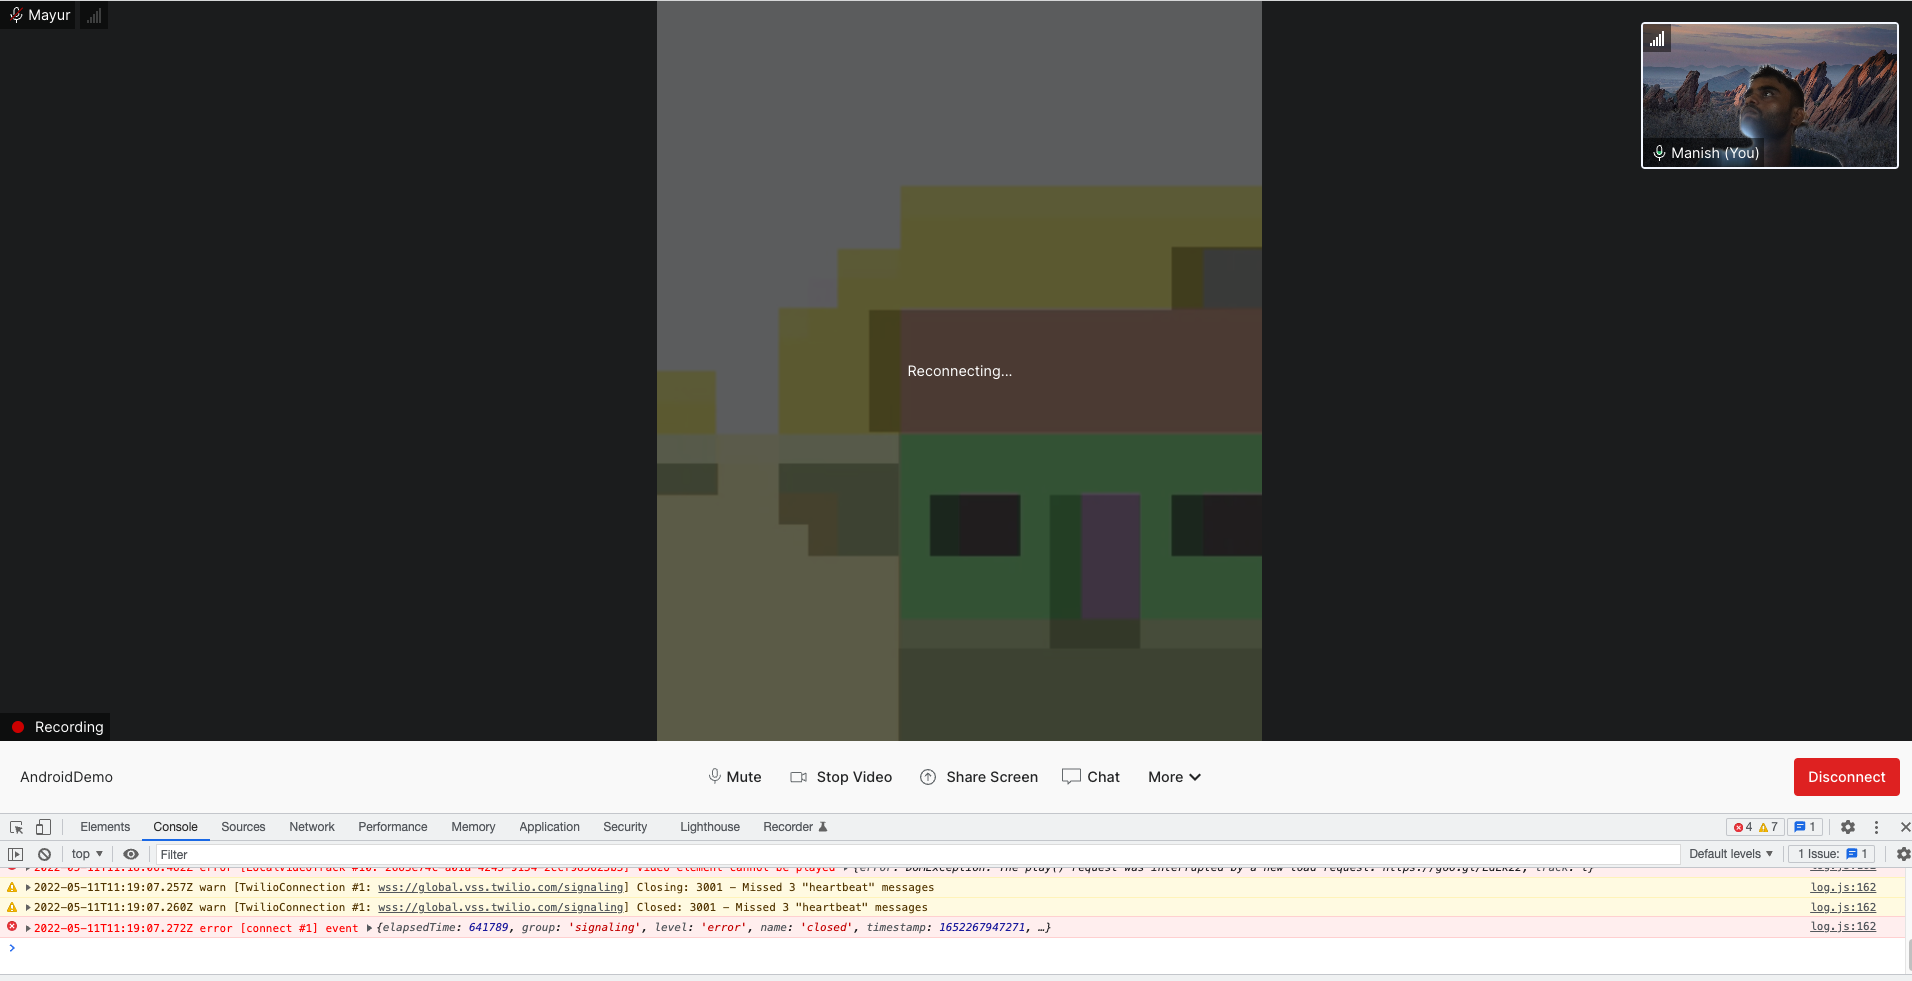 Mayur
Manish (You)
Reconnecting...
Recording
AndroidDemo
Mute
Stop Video
Share Screen
Chat
More
Disconnect
Elements Console Sources Network Performance Memory Application Security Lighthouse Recorder 4 7 1
top Filter Default levels 1 Issue: 1
2022-05-11T11:19:07.257Z warn [TwilioConnection #1: wss://global.vss.twilio.com/signaling] Closing: 3001 – Missed 3 "heartbeat" messages log.js:162
2022-05-11T11:19:07.260Z warn [TwilioConnection #1: wss://global.vss.twilio.com/signaling] Closed: 3001 – Missed 3 "heartbeat" messages log.js:162
2022-05-11T11:19:07.272Z error [connect #1] event {elapsedTime: 641789, group: 'signaling', level: 'error', name: 'closed', timestamp: 1652267947271, …} log.js:162